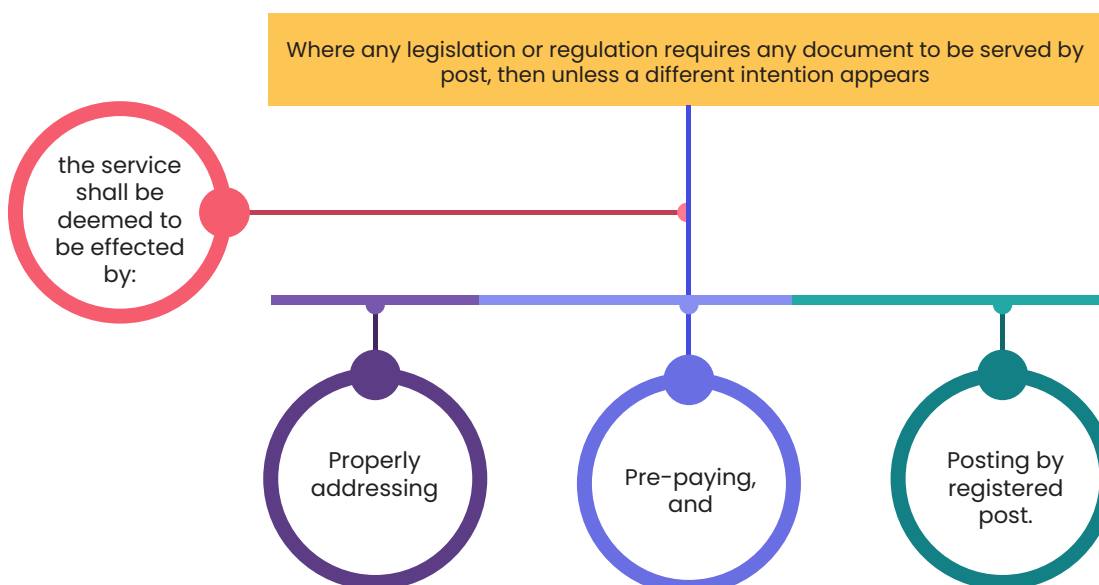 Where any legislation or regulation requires any document to be served by
post, then unless a different intention appears
the service
shall be
deemed to
be effected
by:
Properly
addressing
Pre-paying,
and
Posting by
registered
post.